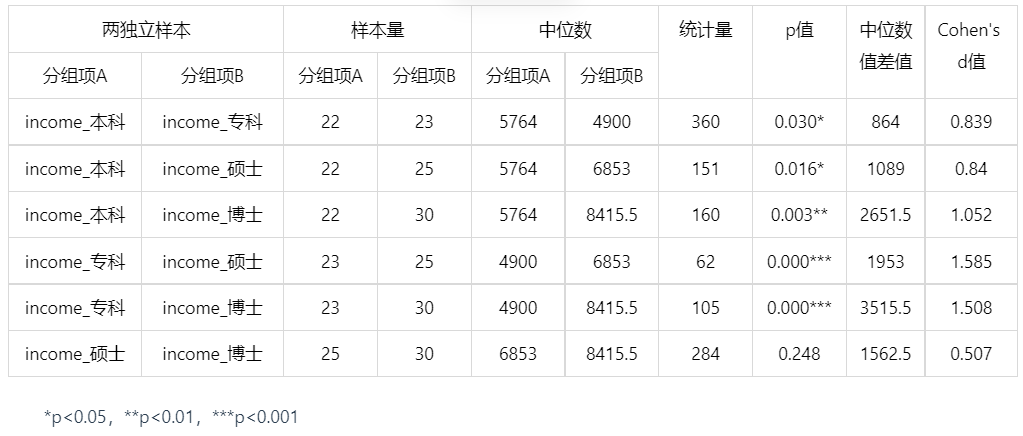 两独立样本 样本量 中位数 统计量 p值 中位数值差值 Cohen's d值
分组项A 分组项B 分组项A 分组项B 分组项A 分组项B
income_本科 income_专科 22 23 5764 4900 360 0.030* 864 0.839
income_本科 income_硕士 22 25 5764 6853 151 0.016* 1089 0.84
income_本科 income_博士 22 30 5764 8415.5 160 0.003** 2651.5 1.052
income_专科 income_硕士 23 25 4900 6853 62 0.000*** 1953 1.585
income_专科 income_博士 23 30 4900 8415.5 105 0.000*** 3515.5 1.508
income_硕士 income_博士 25 30 6853 8415.5 284 0.248 1562.5 0.507
*p<0.05，**p<0.01，***p<0.001